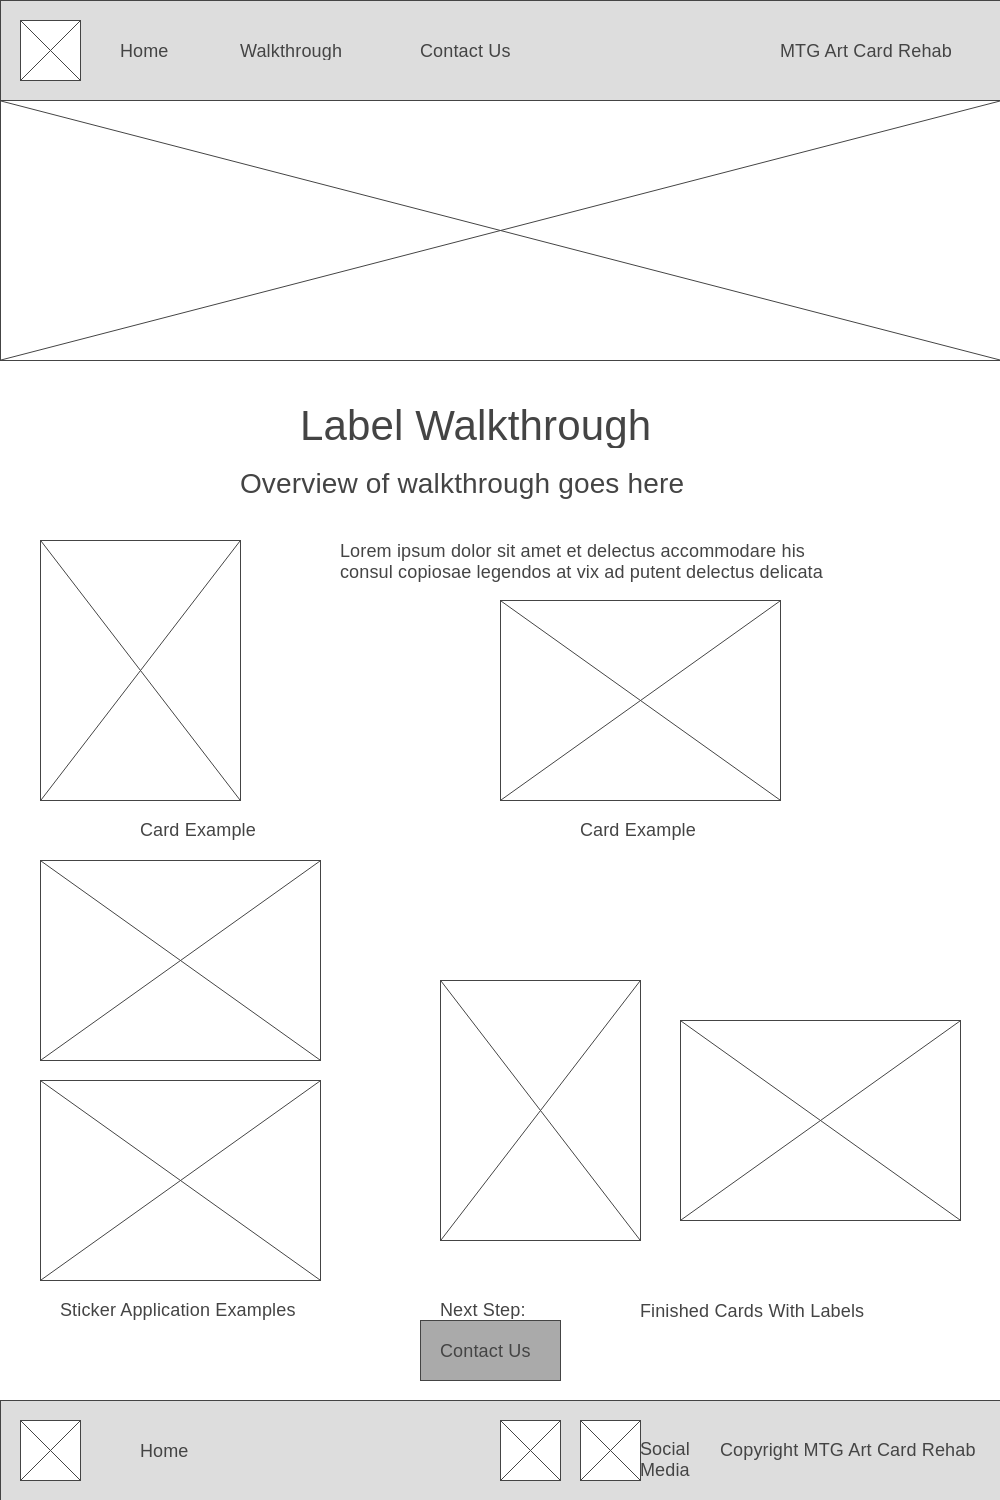 Home
Walkthrough
Contact Us
MTG Art Card Rehab
Label Walkthrough
Overview of walkthrough goes here
Lorem ipsum dolor sit amet et delectus accommodare his
consul copiosae legendos at vix ad putent delectus delicata
Card Example
Card Example
Sticker Application Examples
Next Step:
Finished Cards With Labels
Contact Us
Home
Social
Media
Copyright MTG Art Card Rehab